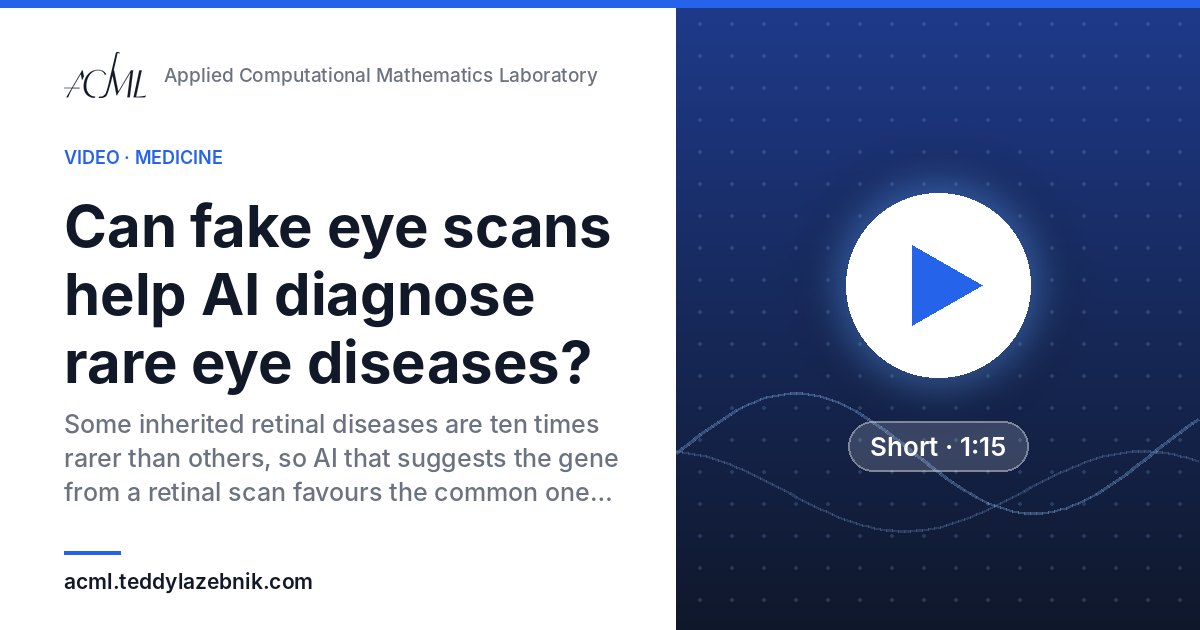 ACML
Applied Computational Mathematics Laboratory
VIDEO · MEDICINE
Can fake eye scans
help AI diagnose
rare eye diseases?
Some inherited retinal diseases are ten times
rarer than others, so AI that suggests the gene
from a retinal scan favours the common one...
acml.teddylazebnik.com
Short · 1:15